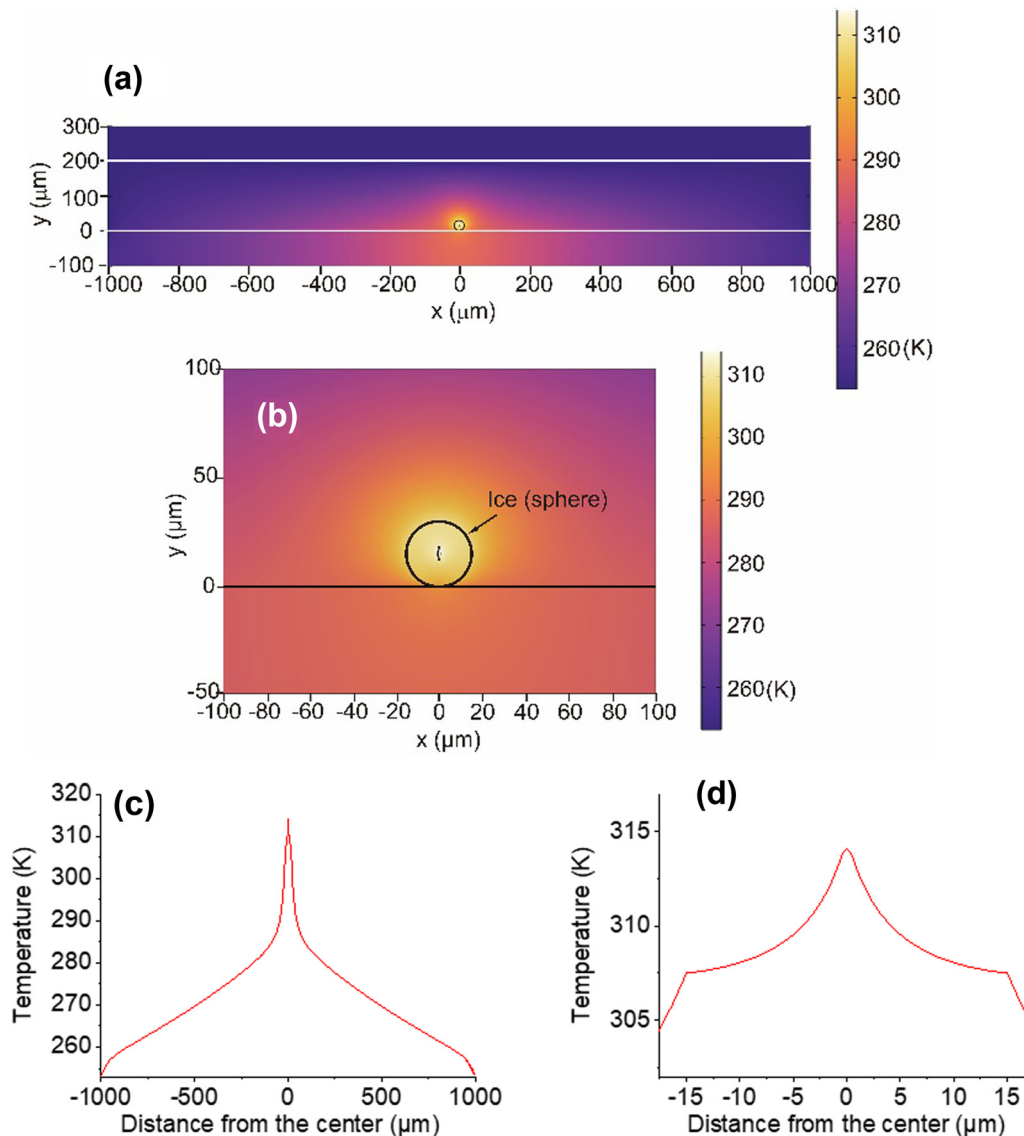 (a)
300
200
100
0
-100
y (μm)
-1000 -800 -600 -400 -200 0 200 400 600 800 1000
x (μm)
310
300
290
280
270
260(K)
(b)
Ice (sphere)
100
50
0
-50
y (μm)
-100 -80 -60 -40 -20 0 20 40 60 80 100
x (μm)
310
300
290
280
270
260(K)
(c)
320
310
300
290
280
270
260
Temperature (K)
-1000 -500 0 500 1000
Distance from the center (μm)
(d)
315
310
305
Temperature (K)
-15 -10 -5 0 5 10 15
Distance from the center (μm)